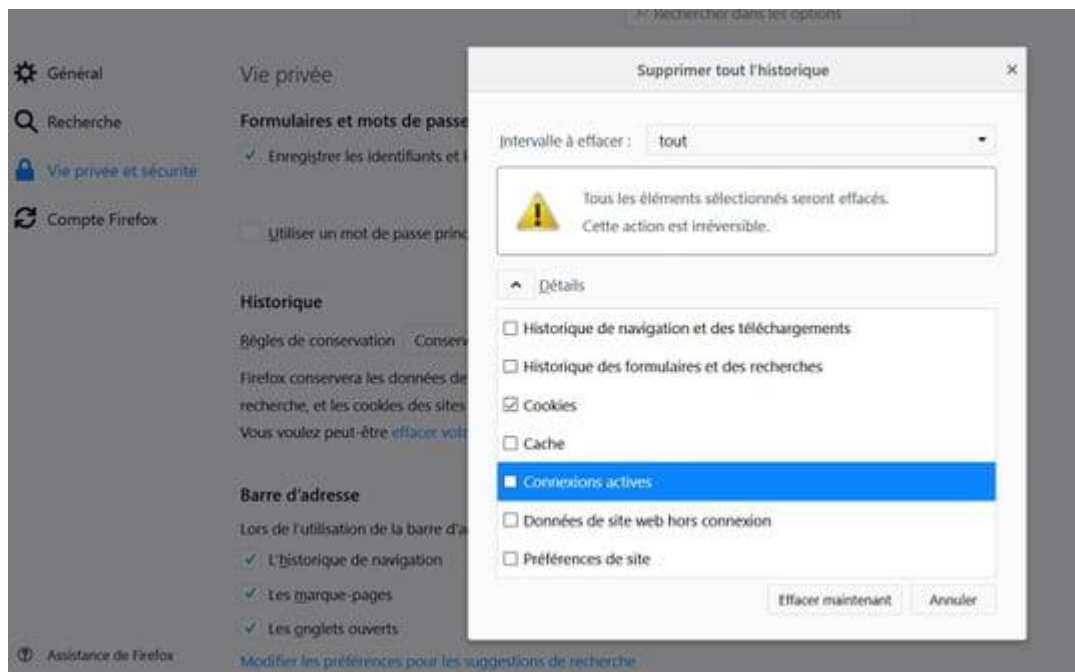 Rechercher dans les options
Général
Recherche
Vie privée et sécurité
Compte Firefox
Assistance de Firefox
Vie privée
Formulaires et mots de passe
Enregistrer les identifiants et
Utiliser un mot de passe princ
Historique
Règles de conservation Conserv
Firefox conservera les données de
recherche, et les cookies des sites
Vous voulez peut-être effacer votr
Barre d'adresse
Lors de l'utilisation de la barre d'a
L'historique de navigation
Les marque-pages
Les onglets ouverts
Modifier les préférences pour les suggestions de recherche
Supprimer tout l'historique
Intervalle à effacer : tout
Tous les éléments sélectionnés seront effacés.
Cette action est irréversible.
Détails
Historique de navigation et des téléchargements
Historique des formulaires et des recherches
Cookies
Cache
Connexions actives
Données de site web hors connexion
Préférences de site
Effacer maintenant Annuler